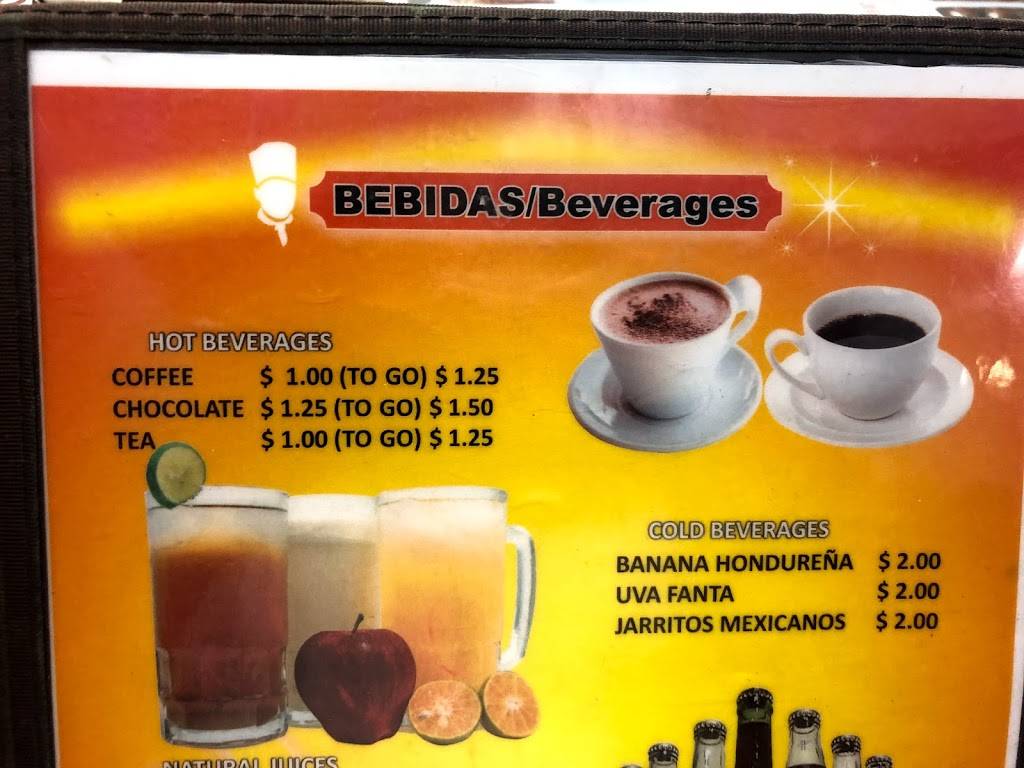 BEBIDAS/Beverages
HOT BEVERAGES
COFFEE $ 1.00 (TO GO) $ 1.25
CHOCOLATE $ 1.25 (TO GO) $ 1.50
TEA $ 1.00 (TO GO) $ 1.25
COLD BEVERAGES
BANANA HONDUREÑA $ 2.00
UVA FANTA $ 2.00
JARRITOS MEXICANOS $ 2.00
NATURAL JUICES